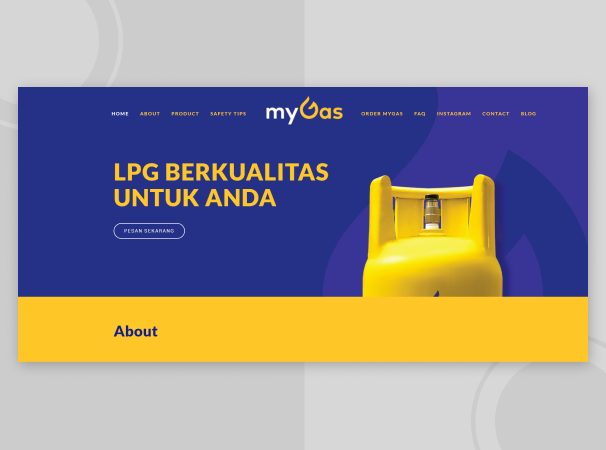 HOME ABOUT PRODUCT SAFETY TIPS myGas ORDER MYGAS FAQ INSTAGRAM CONTACT BLOG
LPG BERKUALITAS
UNTUK ANDA
PESAN SEKARANG
About